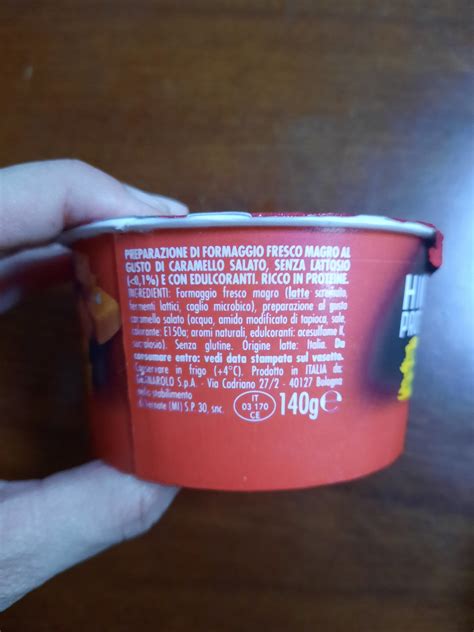 PREPARAZIONE DI FORMAGGIO FRESCO MAGRO AL
GUSTO DI CARAMELLO SALATO, SENZA LATTOSIO
(<0,1%) E CON EDULCORANTI. RICCO IN PROTEINE.
INGREDIENTI: Formaggio fresco magro (latte scremato,
fermenti lattici, caglio microbico), preparazione al gusto
caramello salato (acqua, amido modificato di tapioca, sale,
colorante: E150a; aromi naturali, edulcoranti: acesulfame K,
sucralosio). Senza glutine. Origine latte: Italia. Da
consumare entro: vedi data stampata sul vasetto.
Conservare in frigo (+4°C). Prodotto in ITALIA da:
GRANAROLO S.p.A. - Via Cadriano 27/2 - 40127 Bologna
nello stabilimento
di (MI) S.P. 30, snc.
IT
03 170
CE
140g e